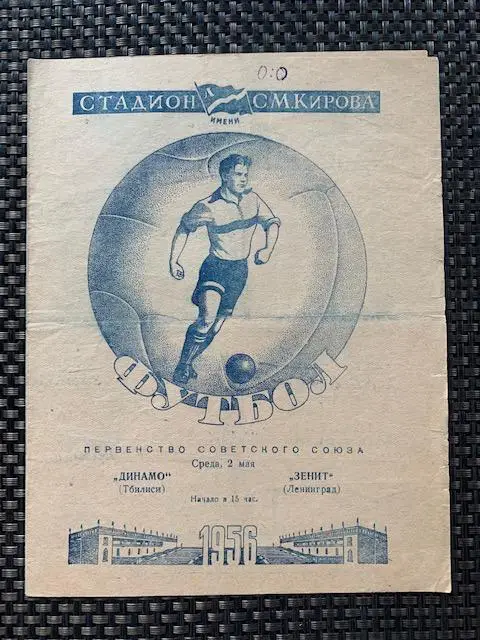 0:0
СТАДИОН Л С.М.КИРОВА
ИМЕНИ
ФУТБОЛ
ПЕРВЕНСТВО СОВЕТСКОГО СОЮЗА
Среда, 2 мая
„ДИНАМО“ „ЗЕНИТ“
(Тбилиси) (Ленинград)
Начало в 15 час.
1956